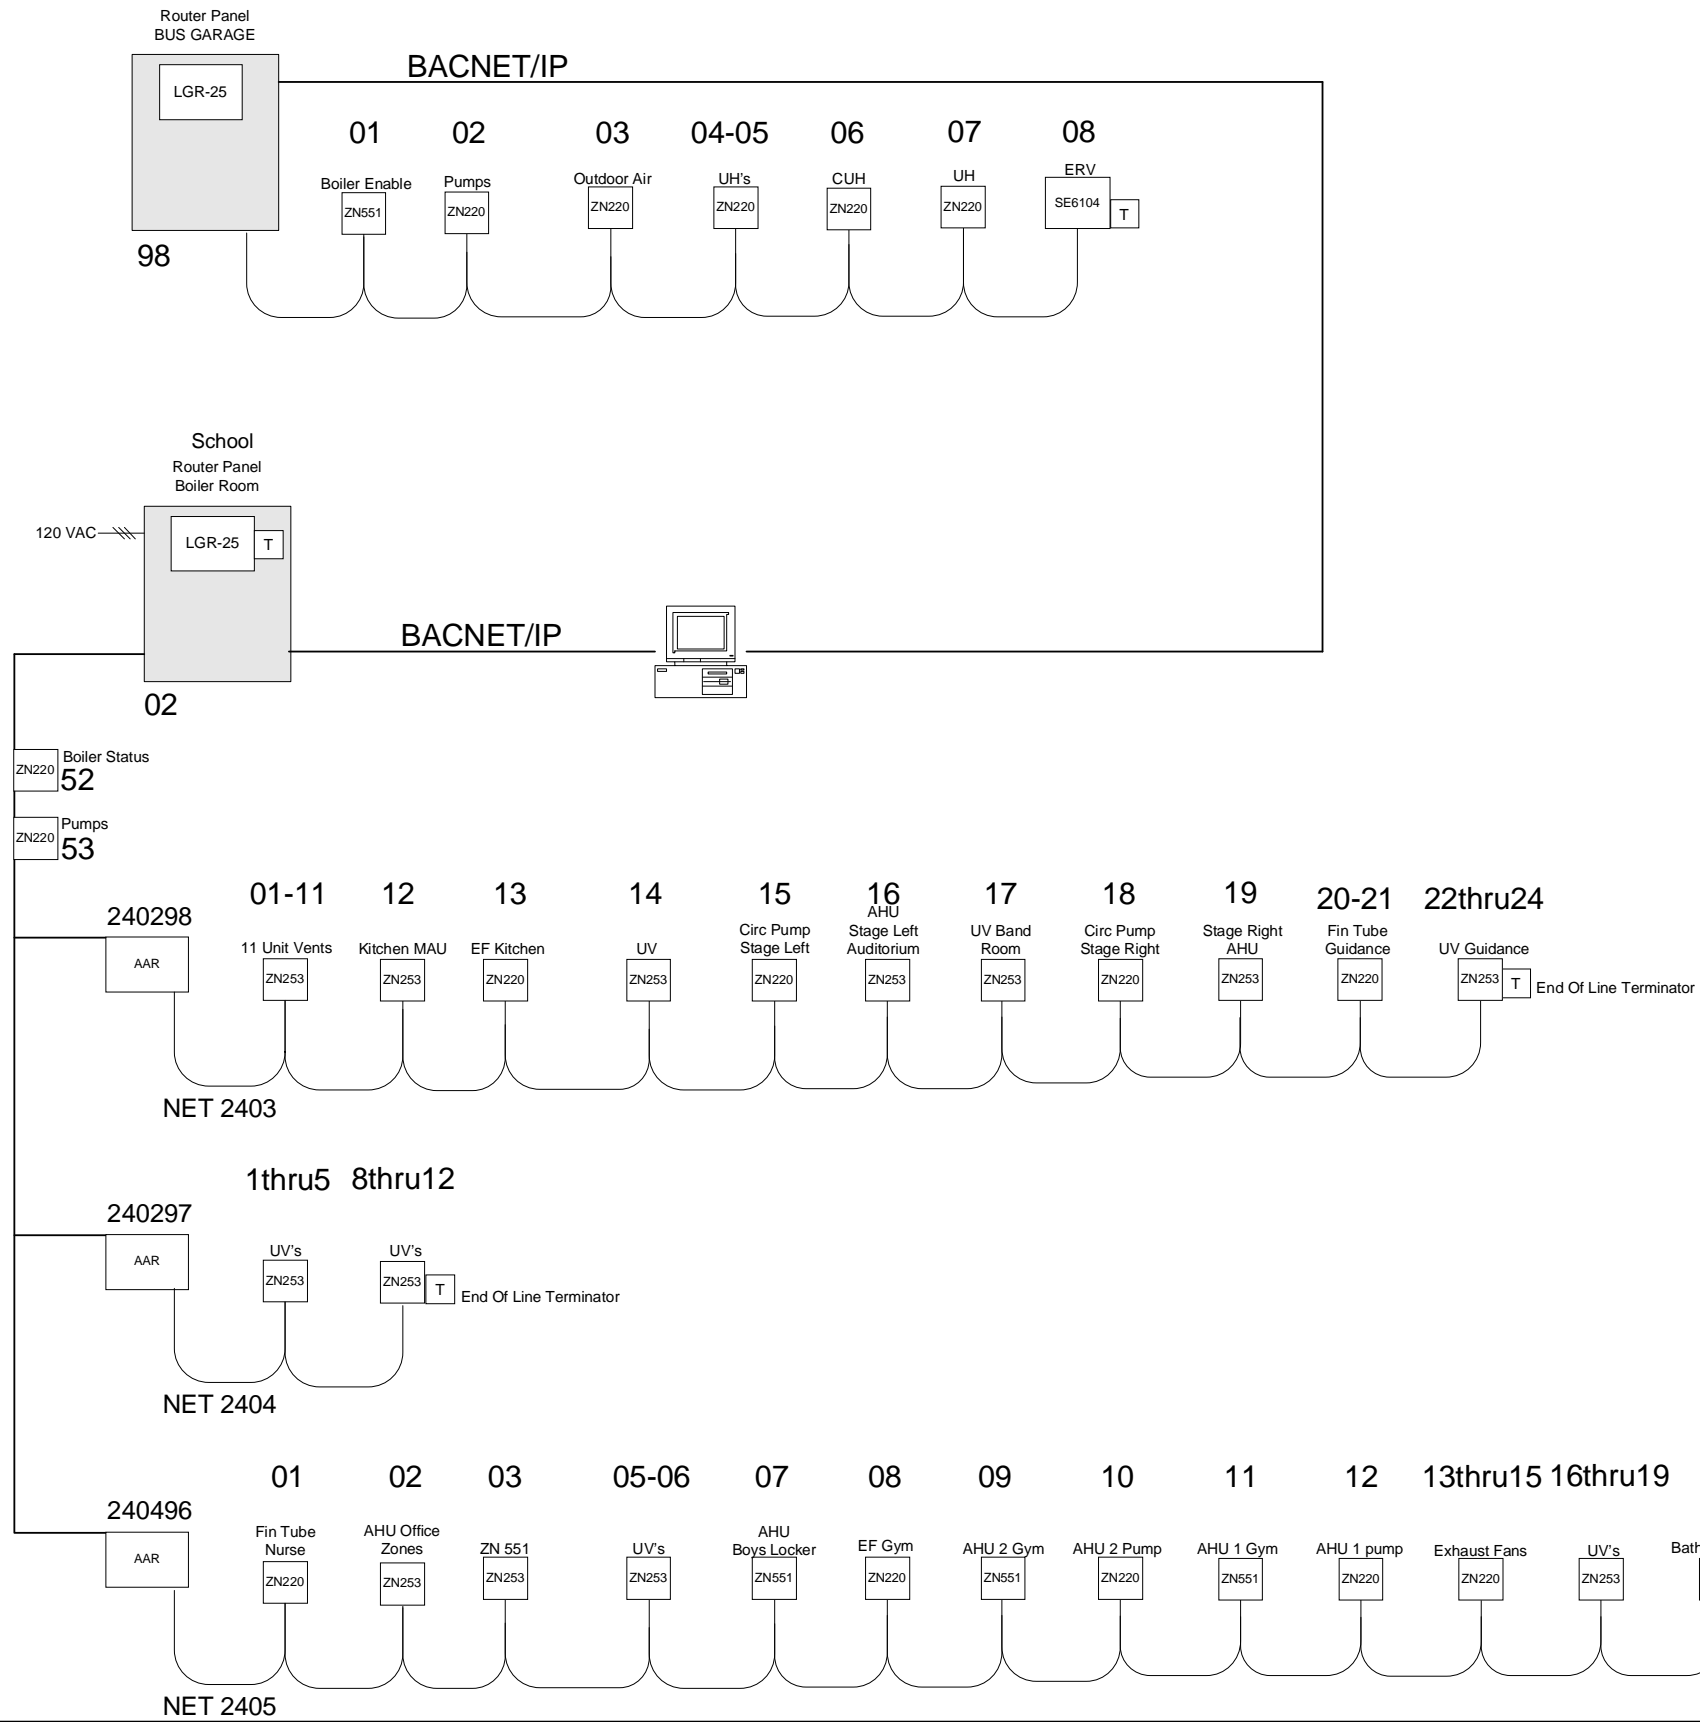 Router Panel
BUS GARAGE
LGR-25
BACNET/IP
98
01
02
03
04-05
06
07
08
Boiler Enable
Pumps
Outdoor Air
UH's
CUH
UH
ERV
ZN551
ZN220
ZN220
ZN220
ZN220
ZN220
SE6104
T
School
Router Panel
Boiler Room
120 VAC
LGR-25
T
BACNET/IP
02
ZN220
Boiler Status
52
ZN220
Pumps
53
240298
AAR
01-11
12
13
14
15
16
17
18
19
20-21
22thru24
11 Unit Vents
Kitchen MAU
EF Kitchen
UV
Circ Pump
Stage Left
AHU
Stage Left
Auditorium
UV Band
Room
Circ Pump
Stage Right
Stage Right
AHU
Fin Tube
Guidance
UV Guidance
ZN253
ZN253
ZN220
ZN253
ZN220
ZN253
ZN253
ZN220
ZN253
ZN220
ZN253
T
End Of Line Terminator
NET 2403
240297
AAR
1thru5
8thru12
UV's
UV's
ZN253
ZN253
T
End Of Line Terminator
NET 2404
240496
AAR
01
02
03
05-06
07
08
09
10
11
12
13thru15
16thru19
Fin Tube
Nurse
AHU Office
Zones
ZN 551
UV's
AHU
Boys Locker
EF Gym
AHU 2 Gym
AHU 2 Pump
AHU 1 Gym
AHU 1 pump
Exhaust Fans
UV's
Bath
ZN220
ZN253
ZN253
ZN253
ZN551
ZN220
ZN551
ZN220
ZN551
ZN220
ZN220
ZN253
NET 2405